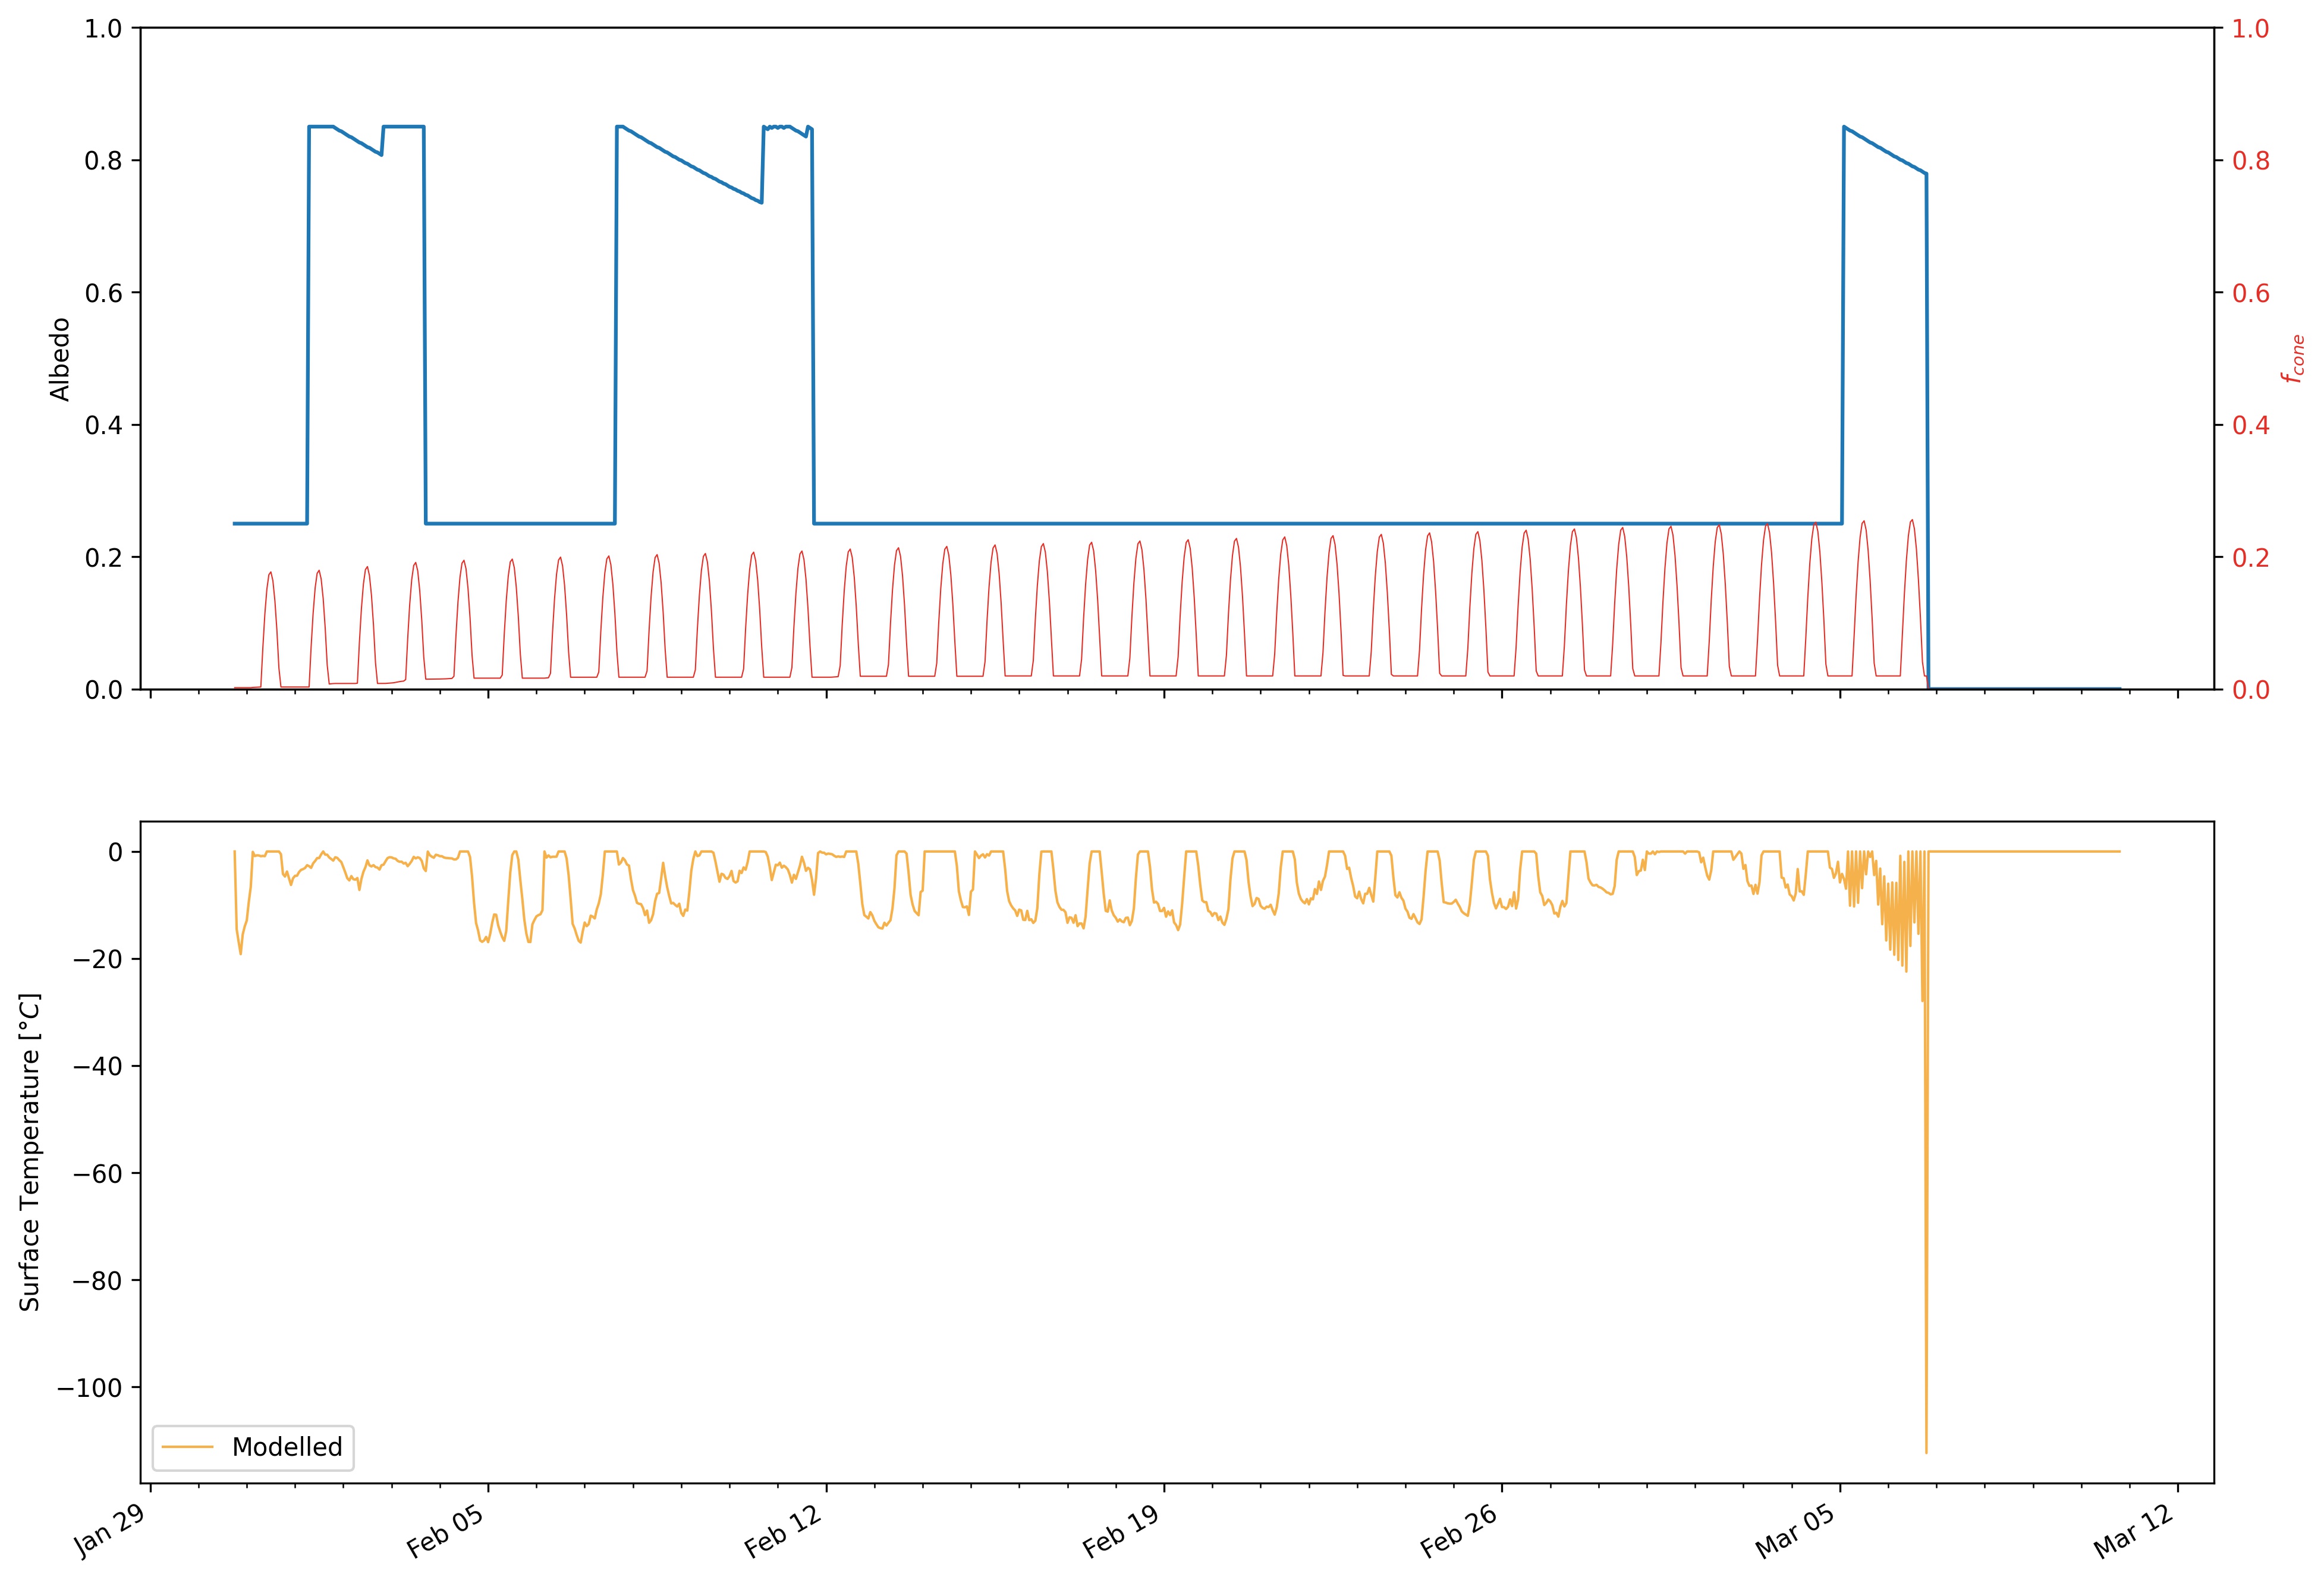 1.0
0.8
0.6
0.4
0.2
0.0
Albedo
1.0
0.8
0.6
0.4
0.2
0.0
f_cone
0
−20
−40
−60
−80
−100
Surface Temperature [°C]
Modelled
Jan 29
Feb 05
Feb 12
Feb 19
Feb 26
Mar 05
Mar 12